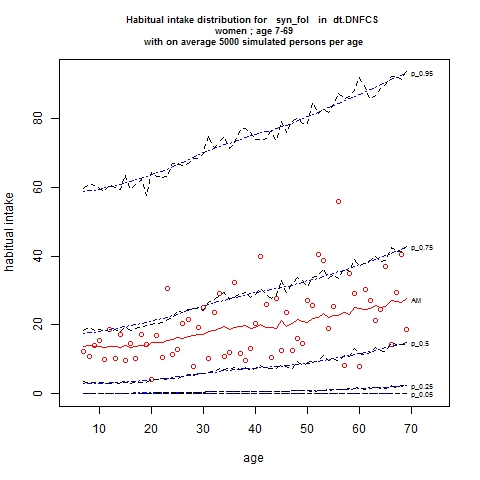 Habitual intake distribution for syn_fol in dt.DNFCS
women ; age 7-69
with on average 5000 simulated persons per age
habitual intake
80
60
40
20
0
p_0.95
p_0.75
AM
p_0.5
p_0.25
p_0.05
10 20 30 40 50 60 70
age